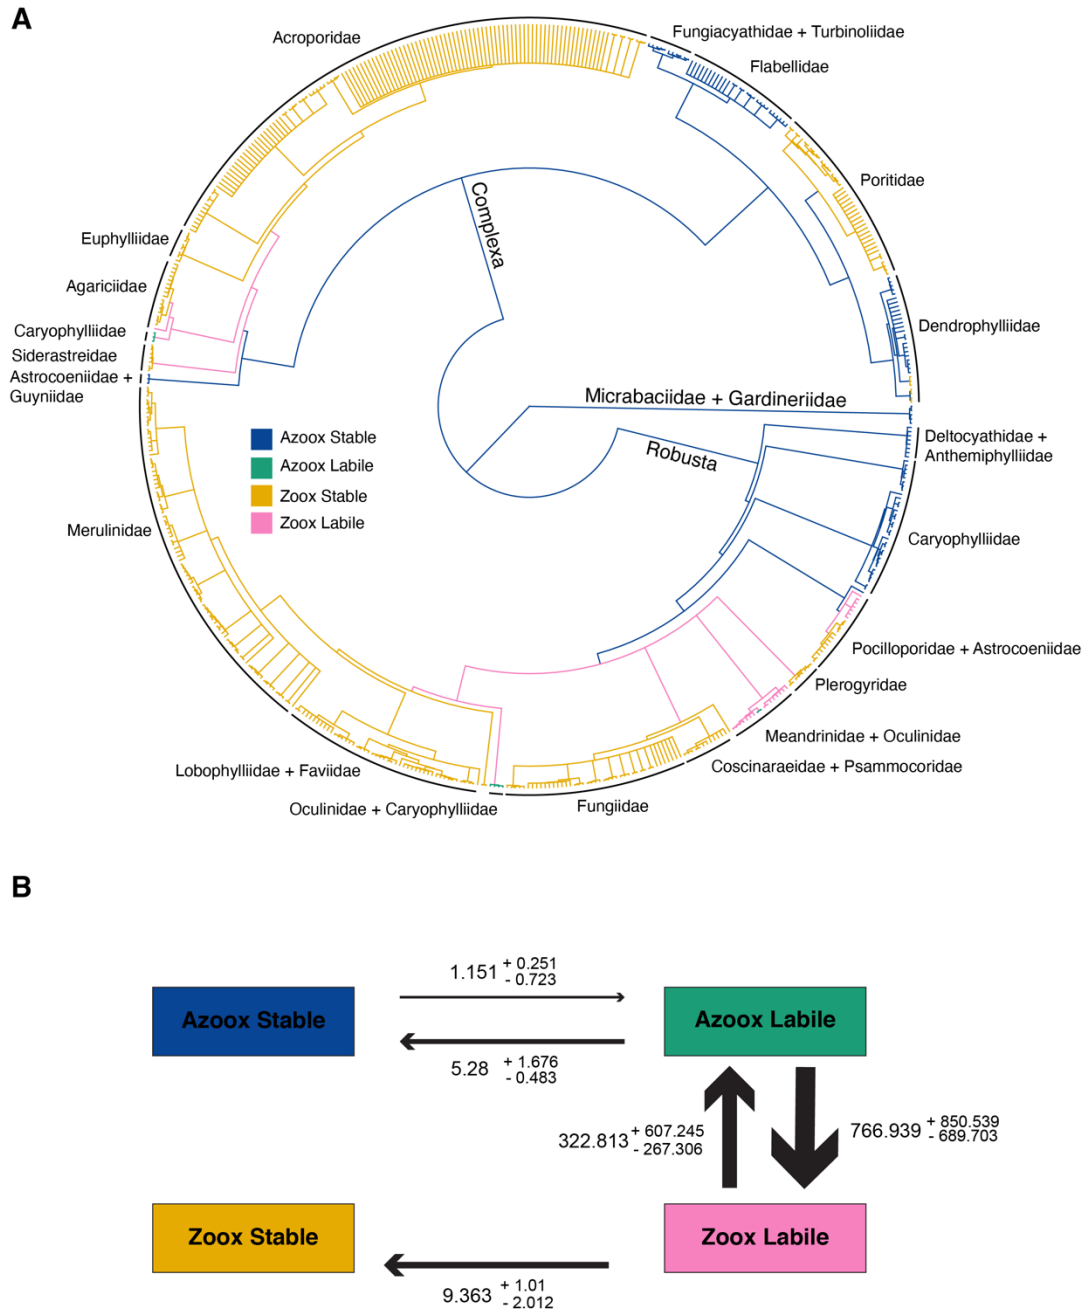 A
Acroporidae
Fungiacyathidae + Turbinoliidae
Flabellidae
Poritidae
Complexa
Euphylliidae
Agariciidae
Caryophylliidae
Siderastreidae
Astrocoeniidae +
Guyniidae
Dendrophylliidae
Micrabaciidae + Gardineriidae
Deltocyathidae +
Anthemiphylliidae
Robusta
Azoox Stable
Azoox Labile
Zoox Stable
Zoox Labile
Merulinidae
Caryophylliidae
Pocilloporidae + Astrocoeniidae
Plerogyridae
Meandrinidae + Oculinidae
Coscinaraeidae + Psammocoridae
Lobophylliidae + Faviidae
Oculinidae + Caryophylliidae
Fungiidae
B
1.151 + 0.251
- 0.723
Azoox Stable
Azoox Labile
5.28 + 1.676
- 0.483
322.813 + 607.245
- 267.306
766.939 + 850.539
- 689.703
Zoox Stable
Zoox Labile
9.363 + 1.01
- 2.012